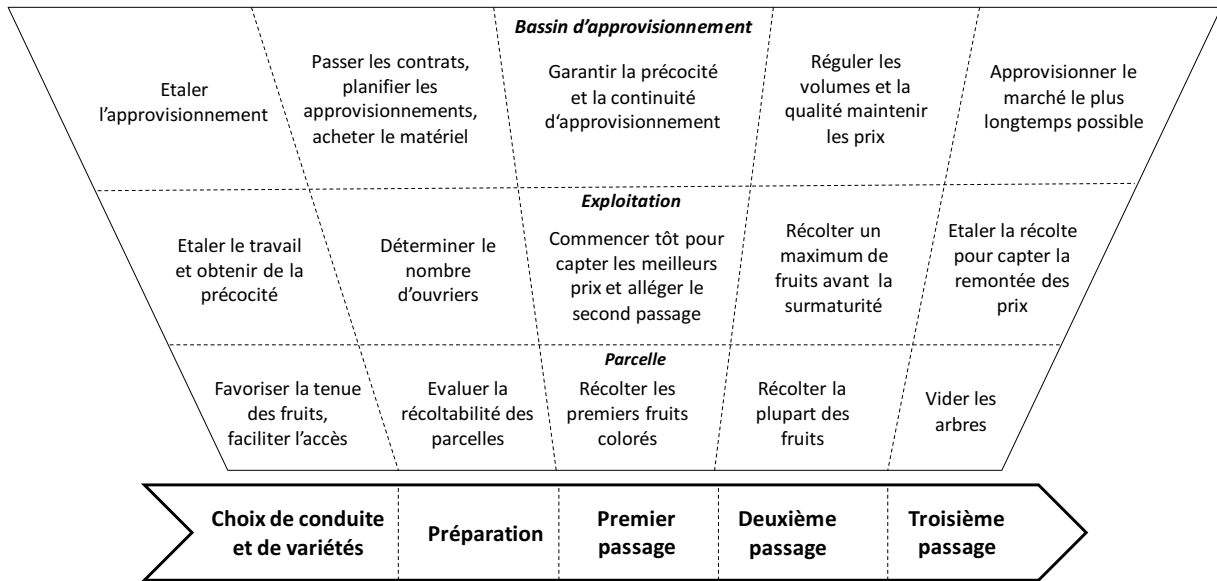 Bassin d’approvisionnement
Etaler
l’approvisionnement
Passer les contrats,
planifier les
approvisionnements,
acheter le matériel
Garantir la précocité
et la continuité
d‘approvisionnement
Réguler les
volumes et la
qualité maintenir
les prix
Approvisionner le
marché le plus
longtemps possible
Exploitation
Etaler le travail
et obtenir de la
précocité
Déterminer le
nombre
d’ouvriers
Commencer tôt pour
capter les meilleurs
prix et alléger le
second passage
Récolter un
maximum de
fruits avant la
surmaturité
Etaler la récolte
pour capter la
remontée des
prix
Parcelle
Favoriser la tenue
des fruits,
faciliter l’accès
Evaluer la
récoltabilité des
parcelles
Récolter les
premiers fruits
colorés
Récolter la
plupart des
fruits
Vider les
arbres
Choix de conduite
et de variétés
Préparation
Premier
passage
Deuxième
passage
Troisième
passage